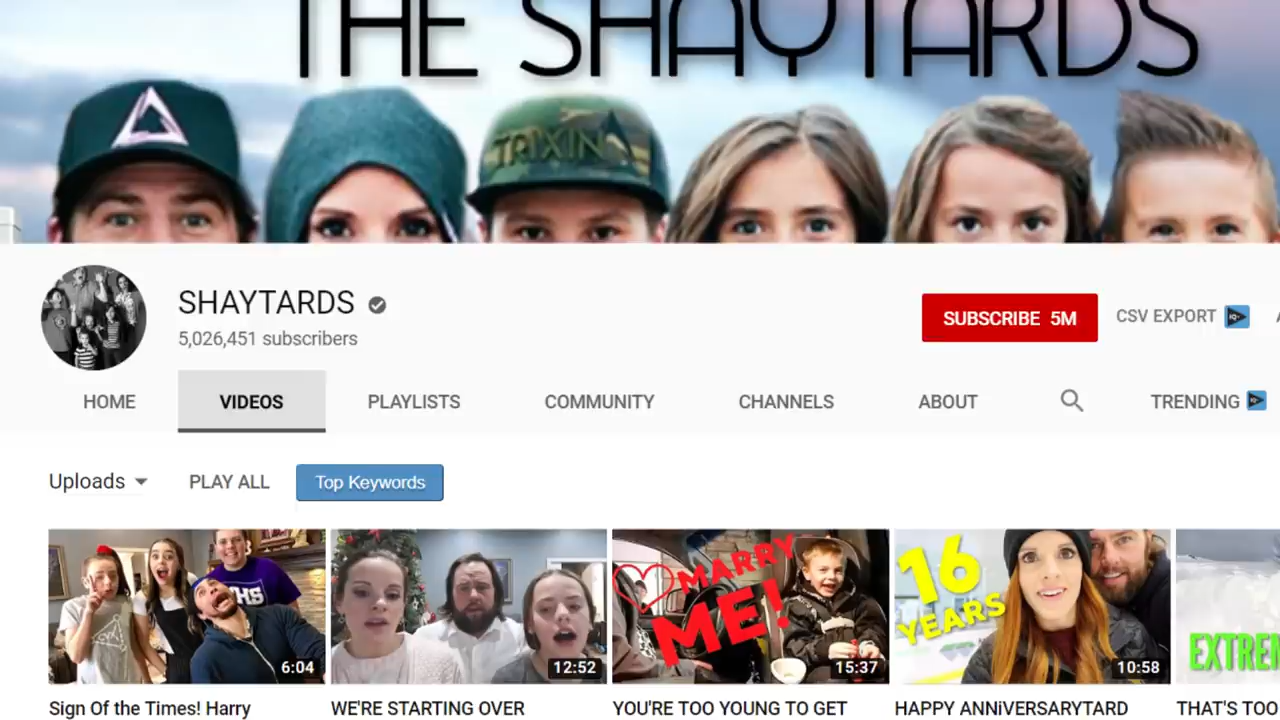 THE SHAYTARDS
TRIXIN
SHAYTARDS
5,026,451 subscribers
SUBSCRIBE 5M
CSV EXPORT
HOME
VIDEOS
PLAYLISTS
COMMUNITY
CHANNELS
ABOUT
TRENDING
Uploads
PLAY ALL
Top Keywords
HS
6:04
12:52
MARRY
ME!
15:37
16
YEARS
10:58
EXTREM
Sign Of the Times! Harry
WE'RE STARTING OVER
YOU'RE TOO YOUNG TO GET
HAPPY ANNiVERSARYTARD
THAT'S TOO